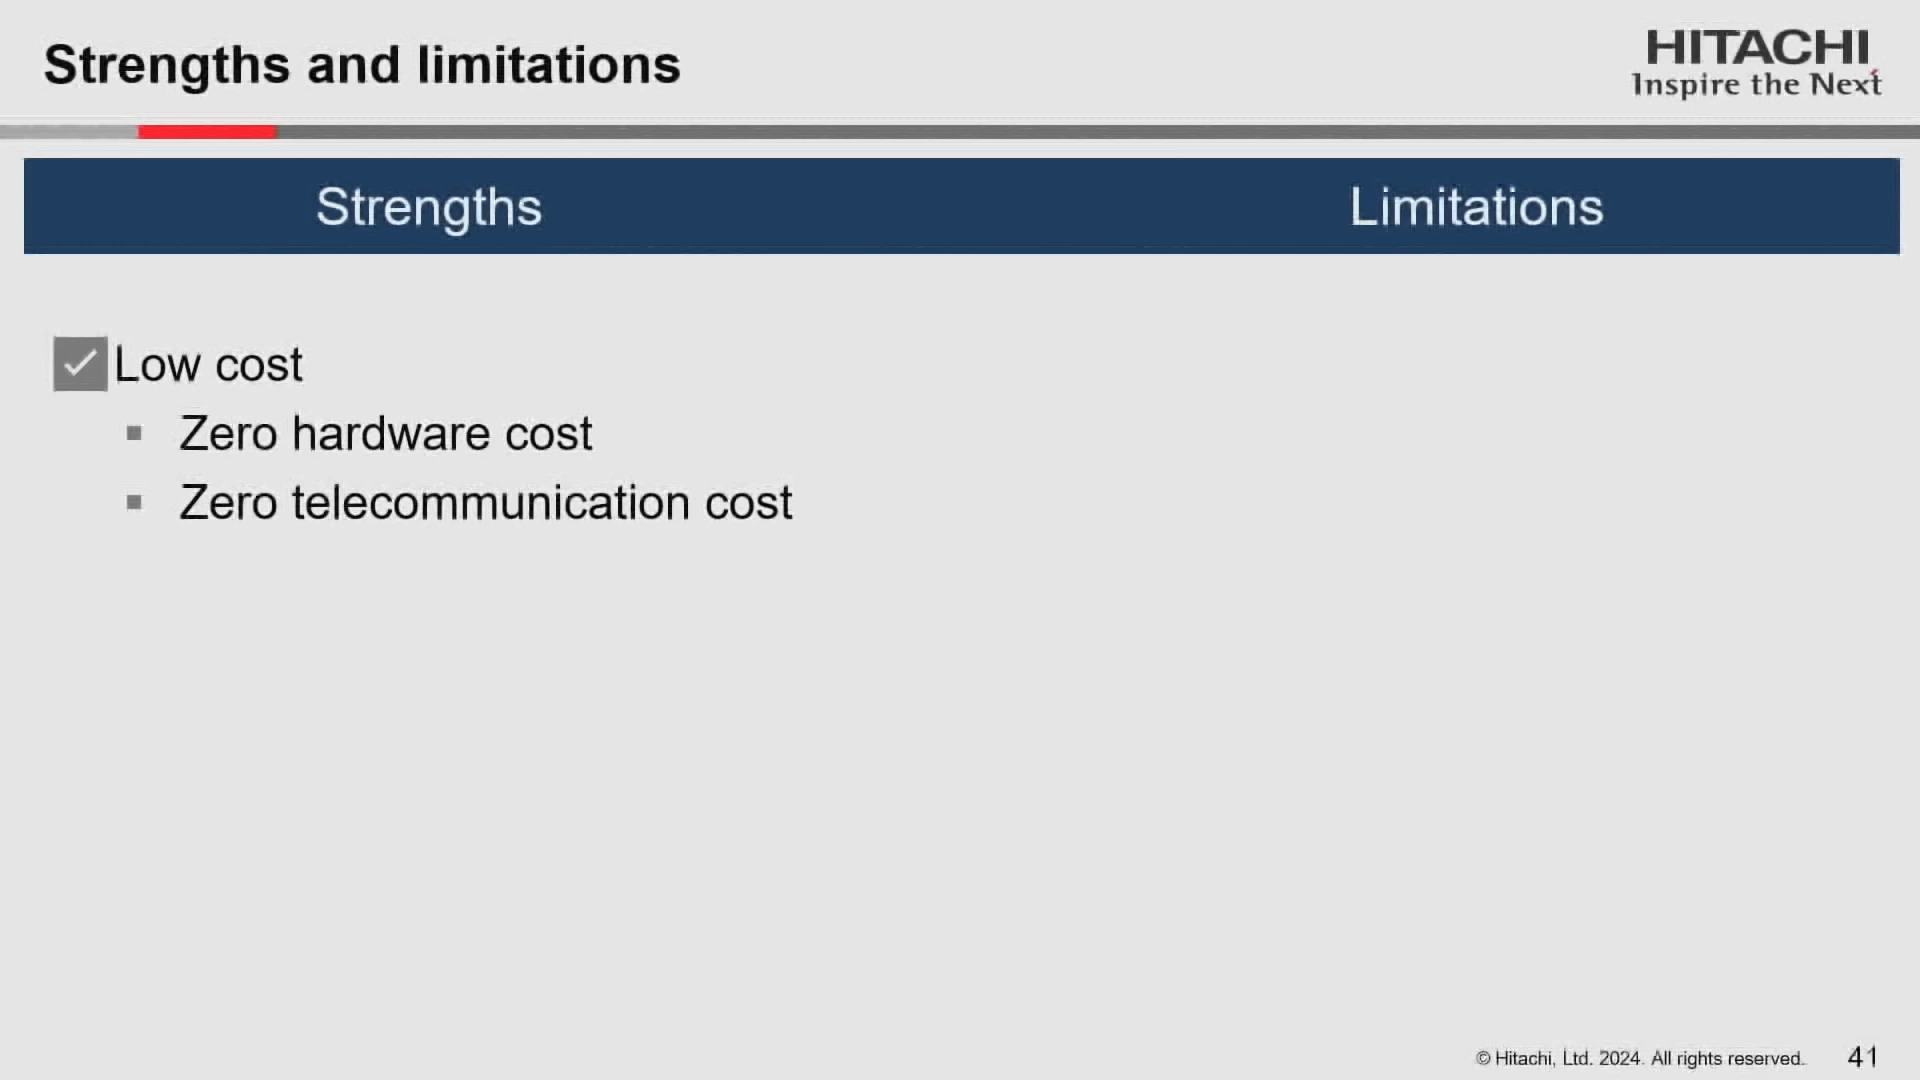 Strengths and limitations
HITACHI
Inspire the Next
Strengths
Limitations
Low cost
▪ Zero hardware cost
▪ Zero telecommunication cost
© Hitachi, Ltd. 2024. All rights reserved.
41